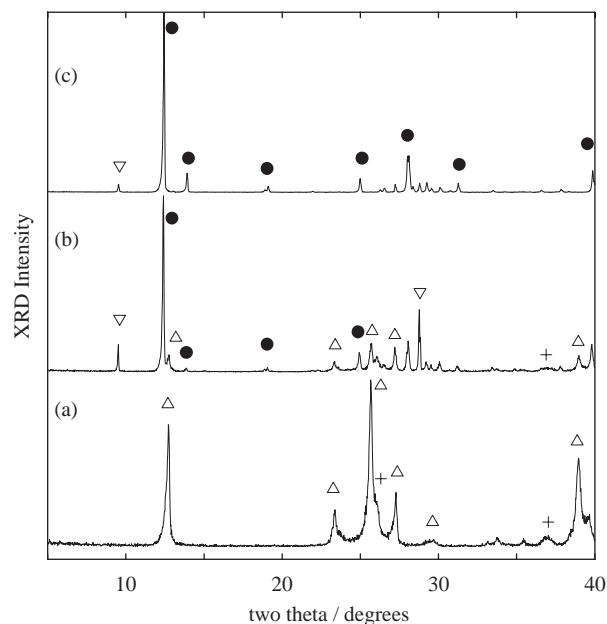 (c)
(b)
(a)
XRD Intensity
10 20 30 40
two theta / degrees